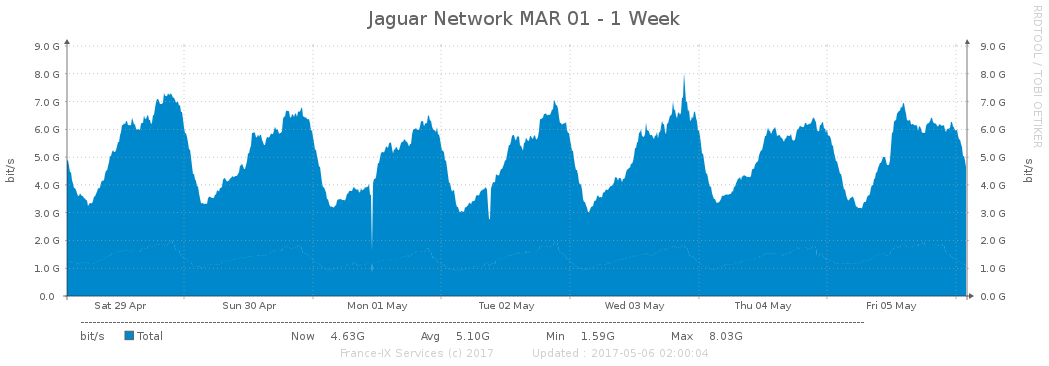 Jaguar Network MAR 01 - 1 Week
RRDTOOL / TOBI OETIKER
9.0 G 9.0 G
8.0 G 8.0 G
7.0 G 7.0 G
6.0 G 6.0 G
5.0 G 5.0 G
4.0 G 4.0 G
3.0 G 3.0 G
2.0 G 2.0 G
1.0 G 1.0 G
0.0 0.0 G
bit/s bit/s
Sat 29 Apr Sun 30 Apr Mon 01 May Tue 02 May Wed 03 May Thu 04 May Fri 05 May
bit/s Total Now 4.63G Avg 5.10G Min 1.59G Max 8.03G
France-IX Services (c) 2017 Updated : 2017-05-06 02:00:04